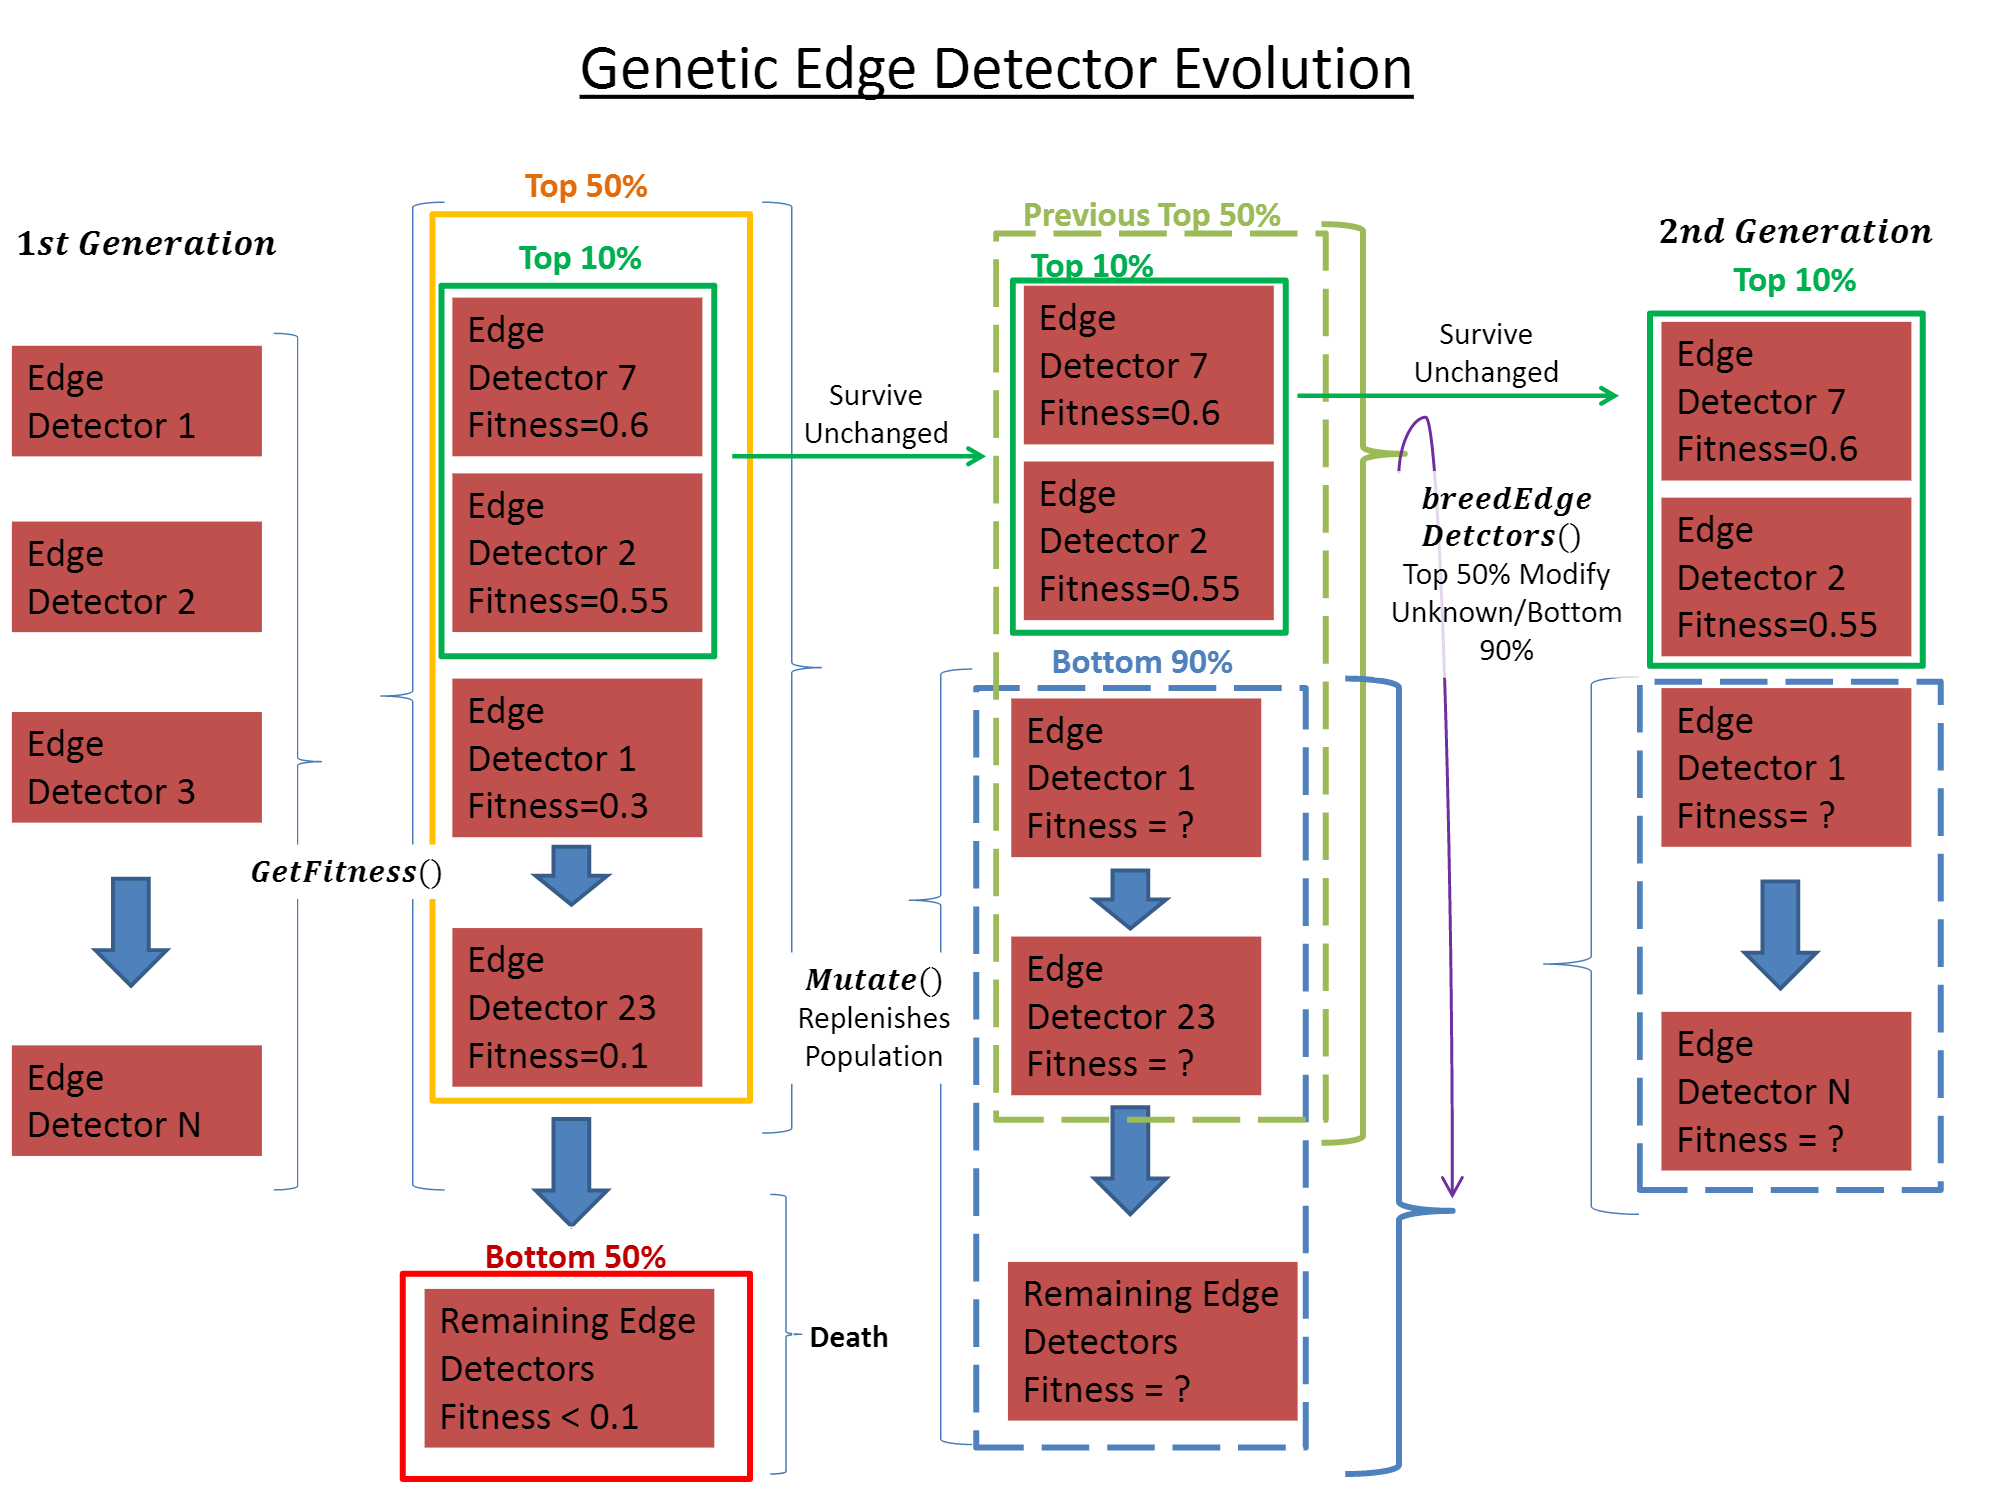 Genetic Edge Detector Evolution
1st Generation
Edge
Detector 1
Edge
Detector 2
Edge
Detector 3
Edge
Detector N
GetFitness()
Top 50%
Top 10%
Edge
Detector 7
Fitness=0.6
Edge
Detector 2
Fitness=0.55
Edge
Detector 1
Fitness=0.3
Edge
Detector 23
Fitness=0.1
Bottom 50%
Remaining Edge
Detectors
Fitness < 0.1
Death
Survive
Unchanged
Mutate()
Replenishes
Population
Previous Top 50%
Top 10%
Edge
Detector 7
Fitness=0.6
Edge
Detector 2
Fitness=0.55
Bottom 90%
Edge
Detector 1
Fitness = ?
Edge
Detector 23
Fitness = ?
Remaining Edge
Detectors
Fitness = ?
Survive
Unchanged
breedEdge
Detctors()
Top 50% Modify
Unknown/Bottom
90%
2nd Generation
Top 10%
Edge
Detector 7
Fitness=0.6
Edge
Detector 2
Fitness=0.55
Edge
Detector 1
Fitness= ?
Edge
Detector N
Fitness = ?